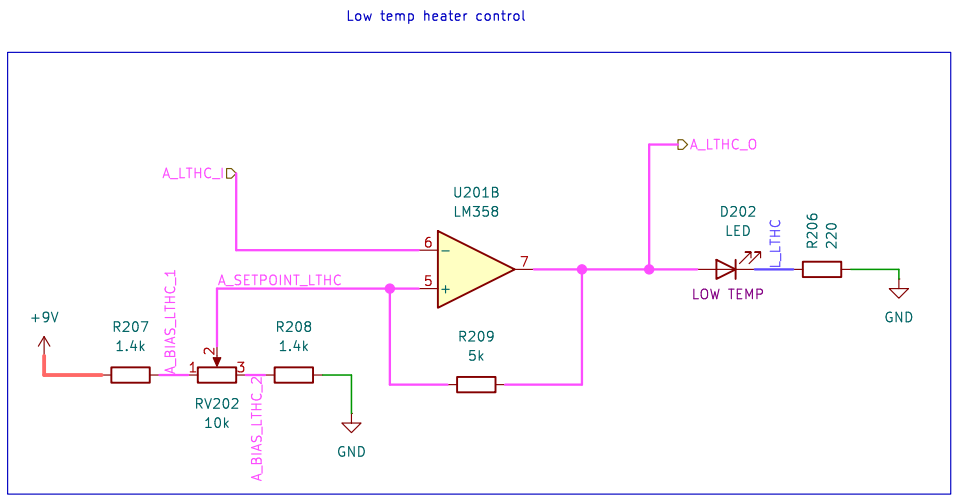 Low temp heater control
A_LTHC_O
A_LTHC_I
U201B
LM358
6
-
5
+
7
D202
LED
LOW TEMP
L_LTHC
R206
220
GND
A_SETPOINT_LTHC
A_BIAS_LTHC_1
+9V
R207
1.4k
2
1
3
RV202
10k
A_BIAS_LTHC_2
R208
1.4k
GND
R209
5k